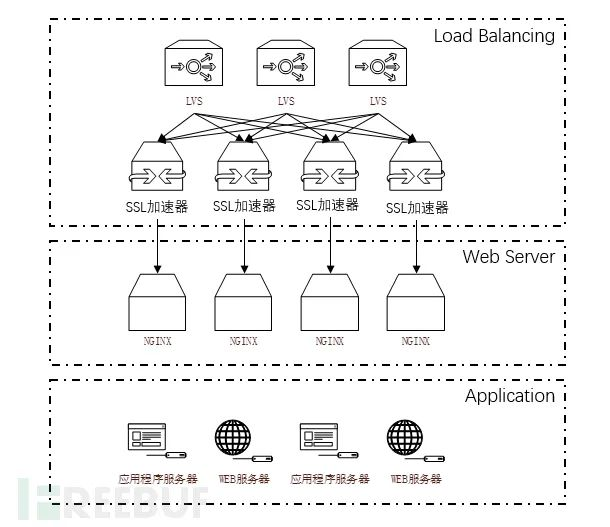 Load Balancing
LVS LVS LVS
SSL加速器 SSL加速器 SSL加速器 SSL加速器
Web Server
NGINX NGINX NGINX NGINX
Application
应用程序服务器 WEB服务器 应用程序服务器 WEB服务器
FREEBUF